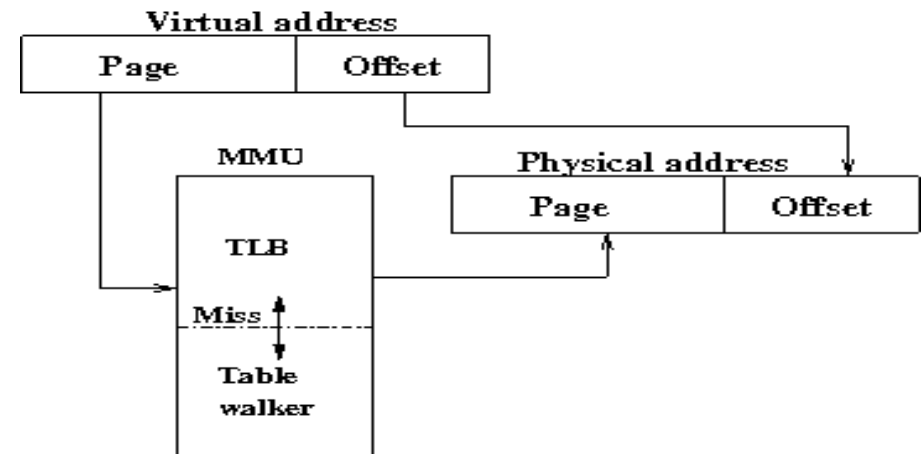 Virtual address
Page Offset
MMU
Physical address
Page Offset
TLB
Miss
Table
walker